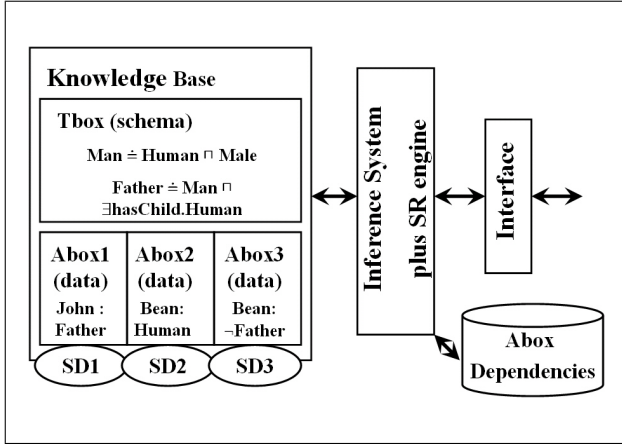 Knowledge Base
Tbox (schema)
Man ≐ Human ⊓ Male
Father ≐ Man ⊓
∃hasChild.Human
Abox1
(data)
John :
Father
Abox2
(data)
Bean:
Human
Abox3
(data)
Bean:
¬Father
SD1
SD2
SD3
Inference System
plus SR engine
Interface
Abox
Dependencies